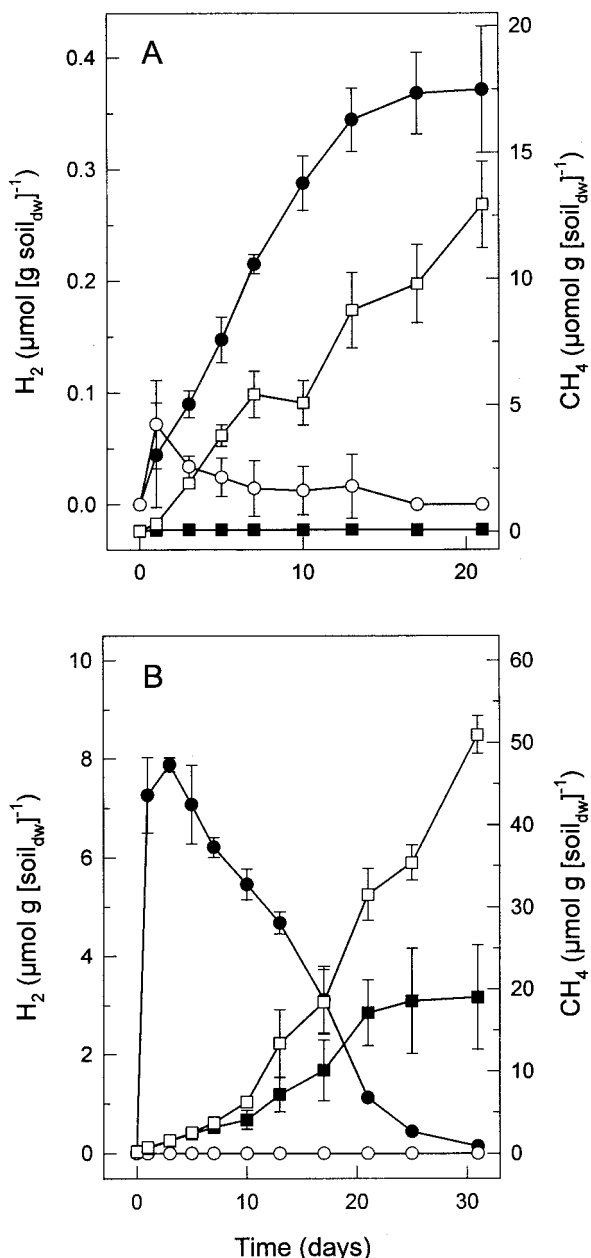 A
H2 (µmol [g soildw]-1)
0.4
0.3
0.2
0.1
0.0
20
15
10
5
0
CH4 (µomol g [soildw]-1)
0 10 20
B
H2 (µmol g [soildw]-1)
10
8
6
4
2
0
60
50
40
30
20
10
0
CH4 (µmol g [soildw]-1)
0 10 20 30
Time (days)